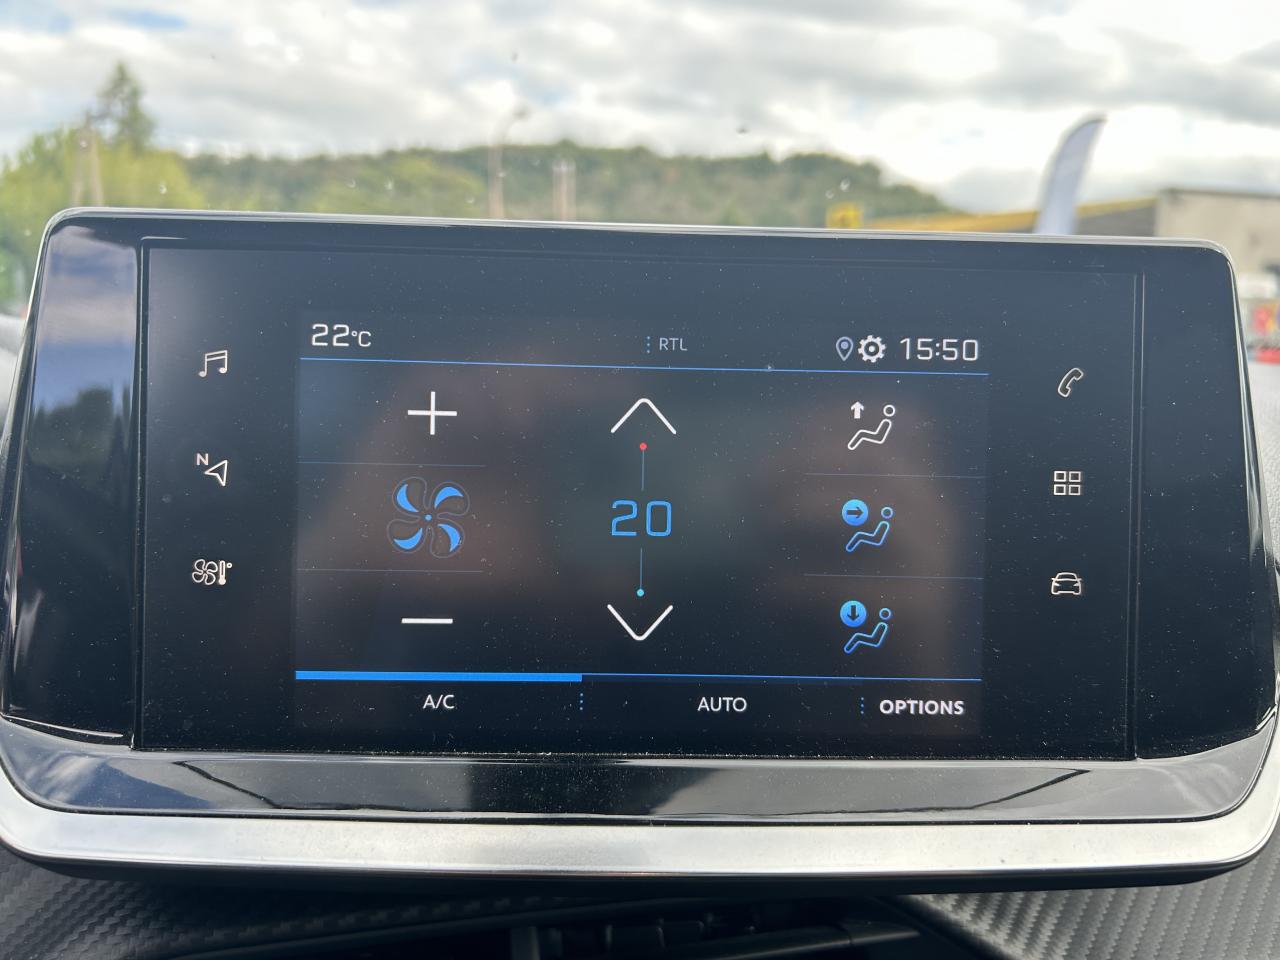 22°C
RTL
15:50
N
20
A/C
AUTO
OPTIONS